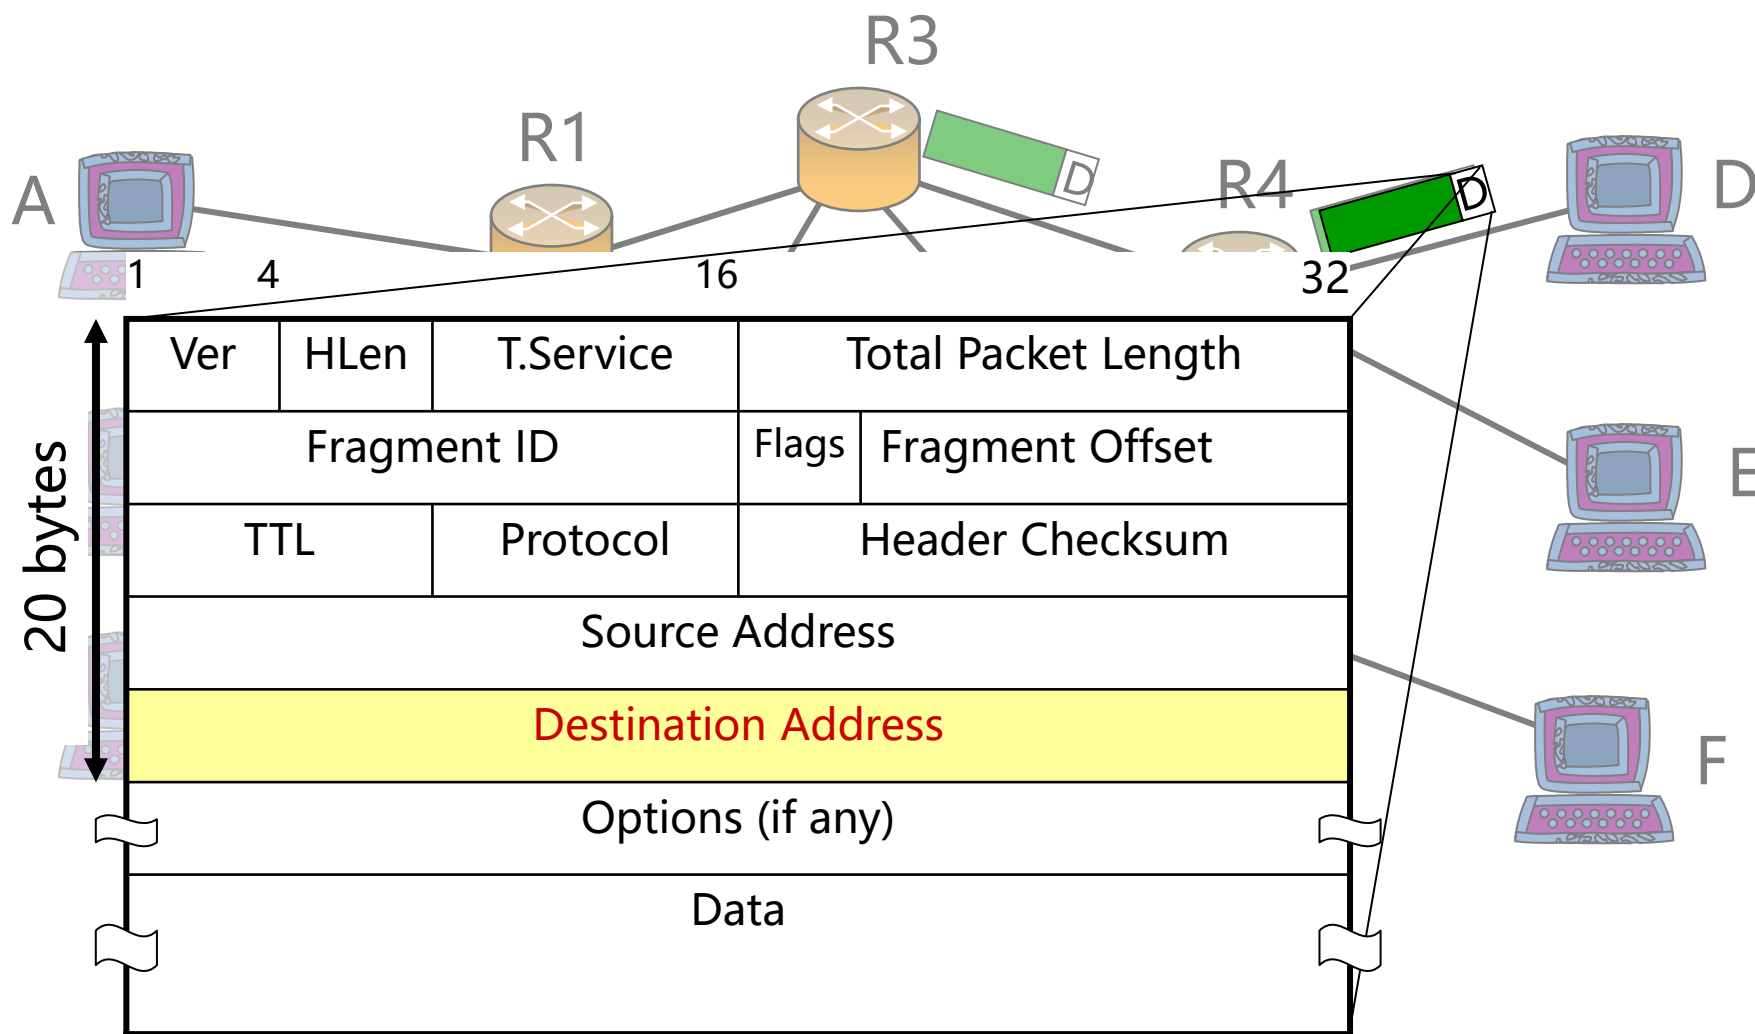 R3
R1
D
A
R4
D
D
1 4 16 32
Ver HLen T.Service Total Packet Length
Fragment ID Flags Fragment Offset
20 bytes
TTL Protocol Header Checksum
Source Address
Destination Address
Options (if any)
Data
E
F